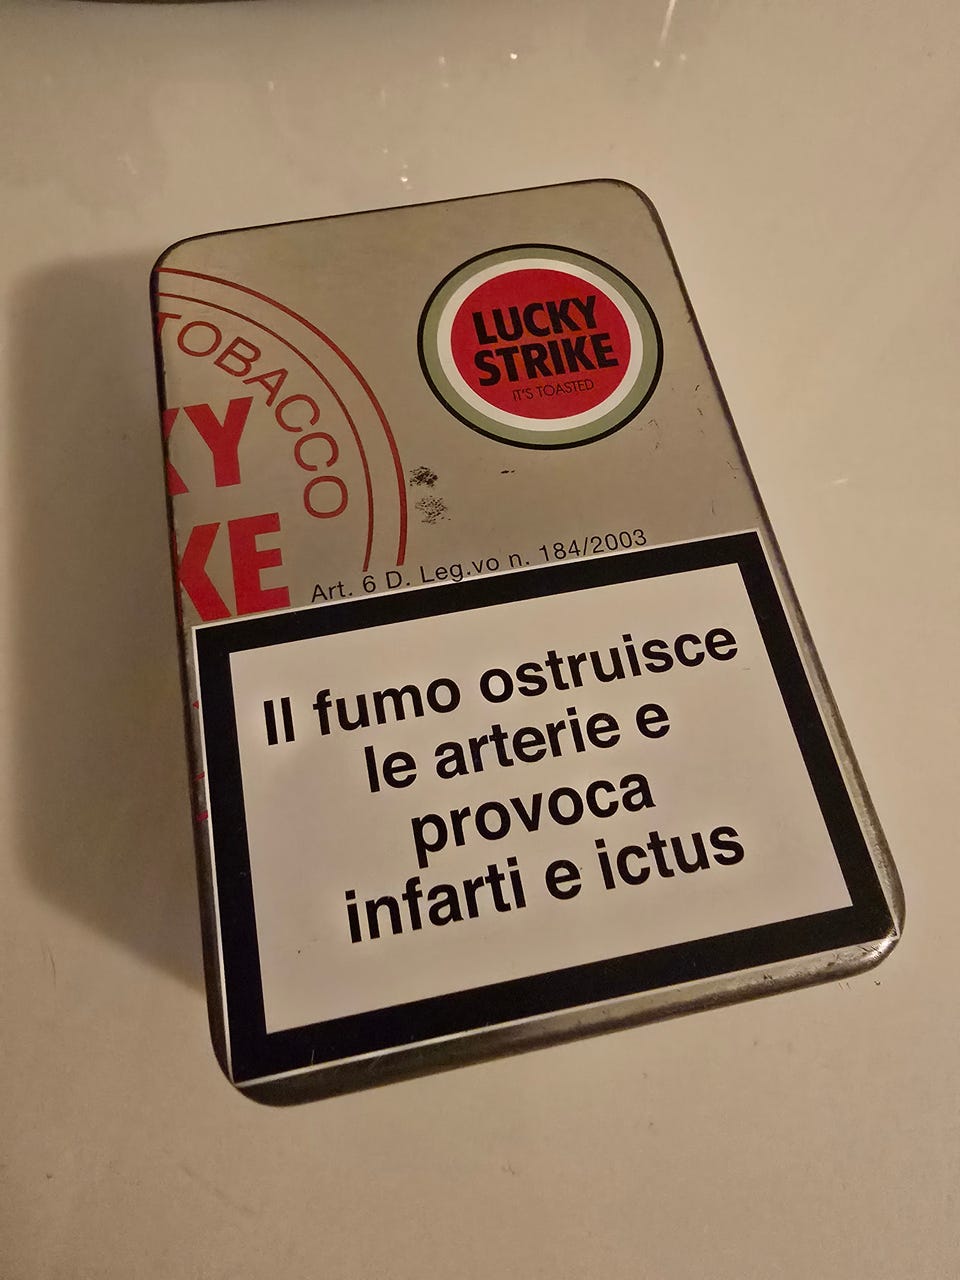 LUCKY
STRIKE
IT'S TOASTED
TOBACCO
KY
KE
Art. 6 D. Leg.vo n. 184/2003
Il fumo ostruisce
le arterie e
provoca
infarti e ictus